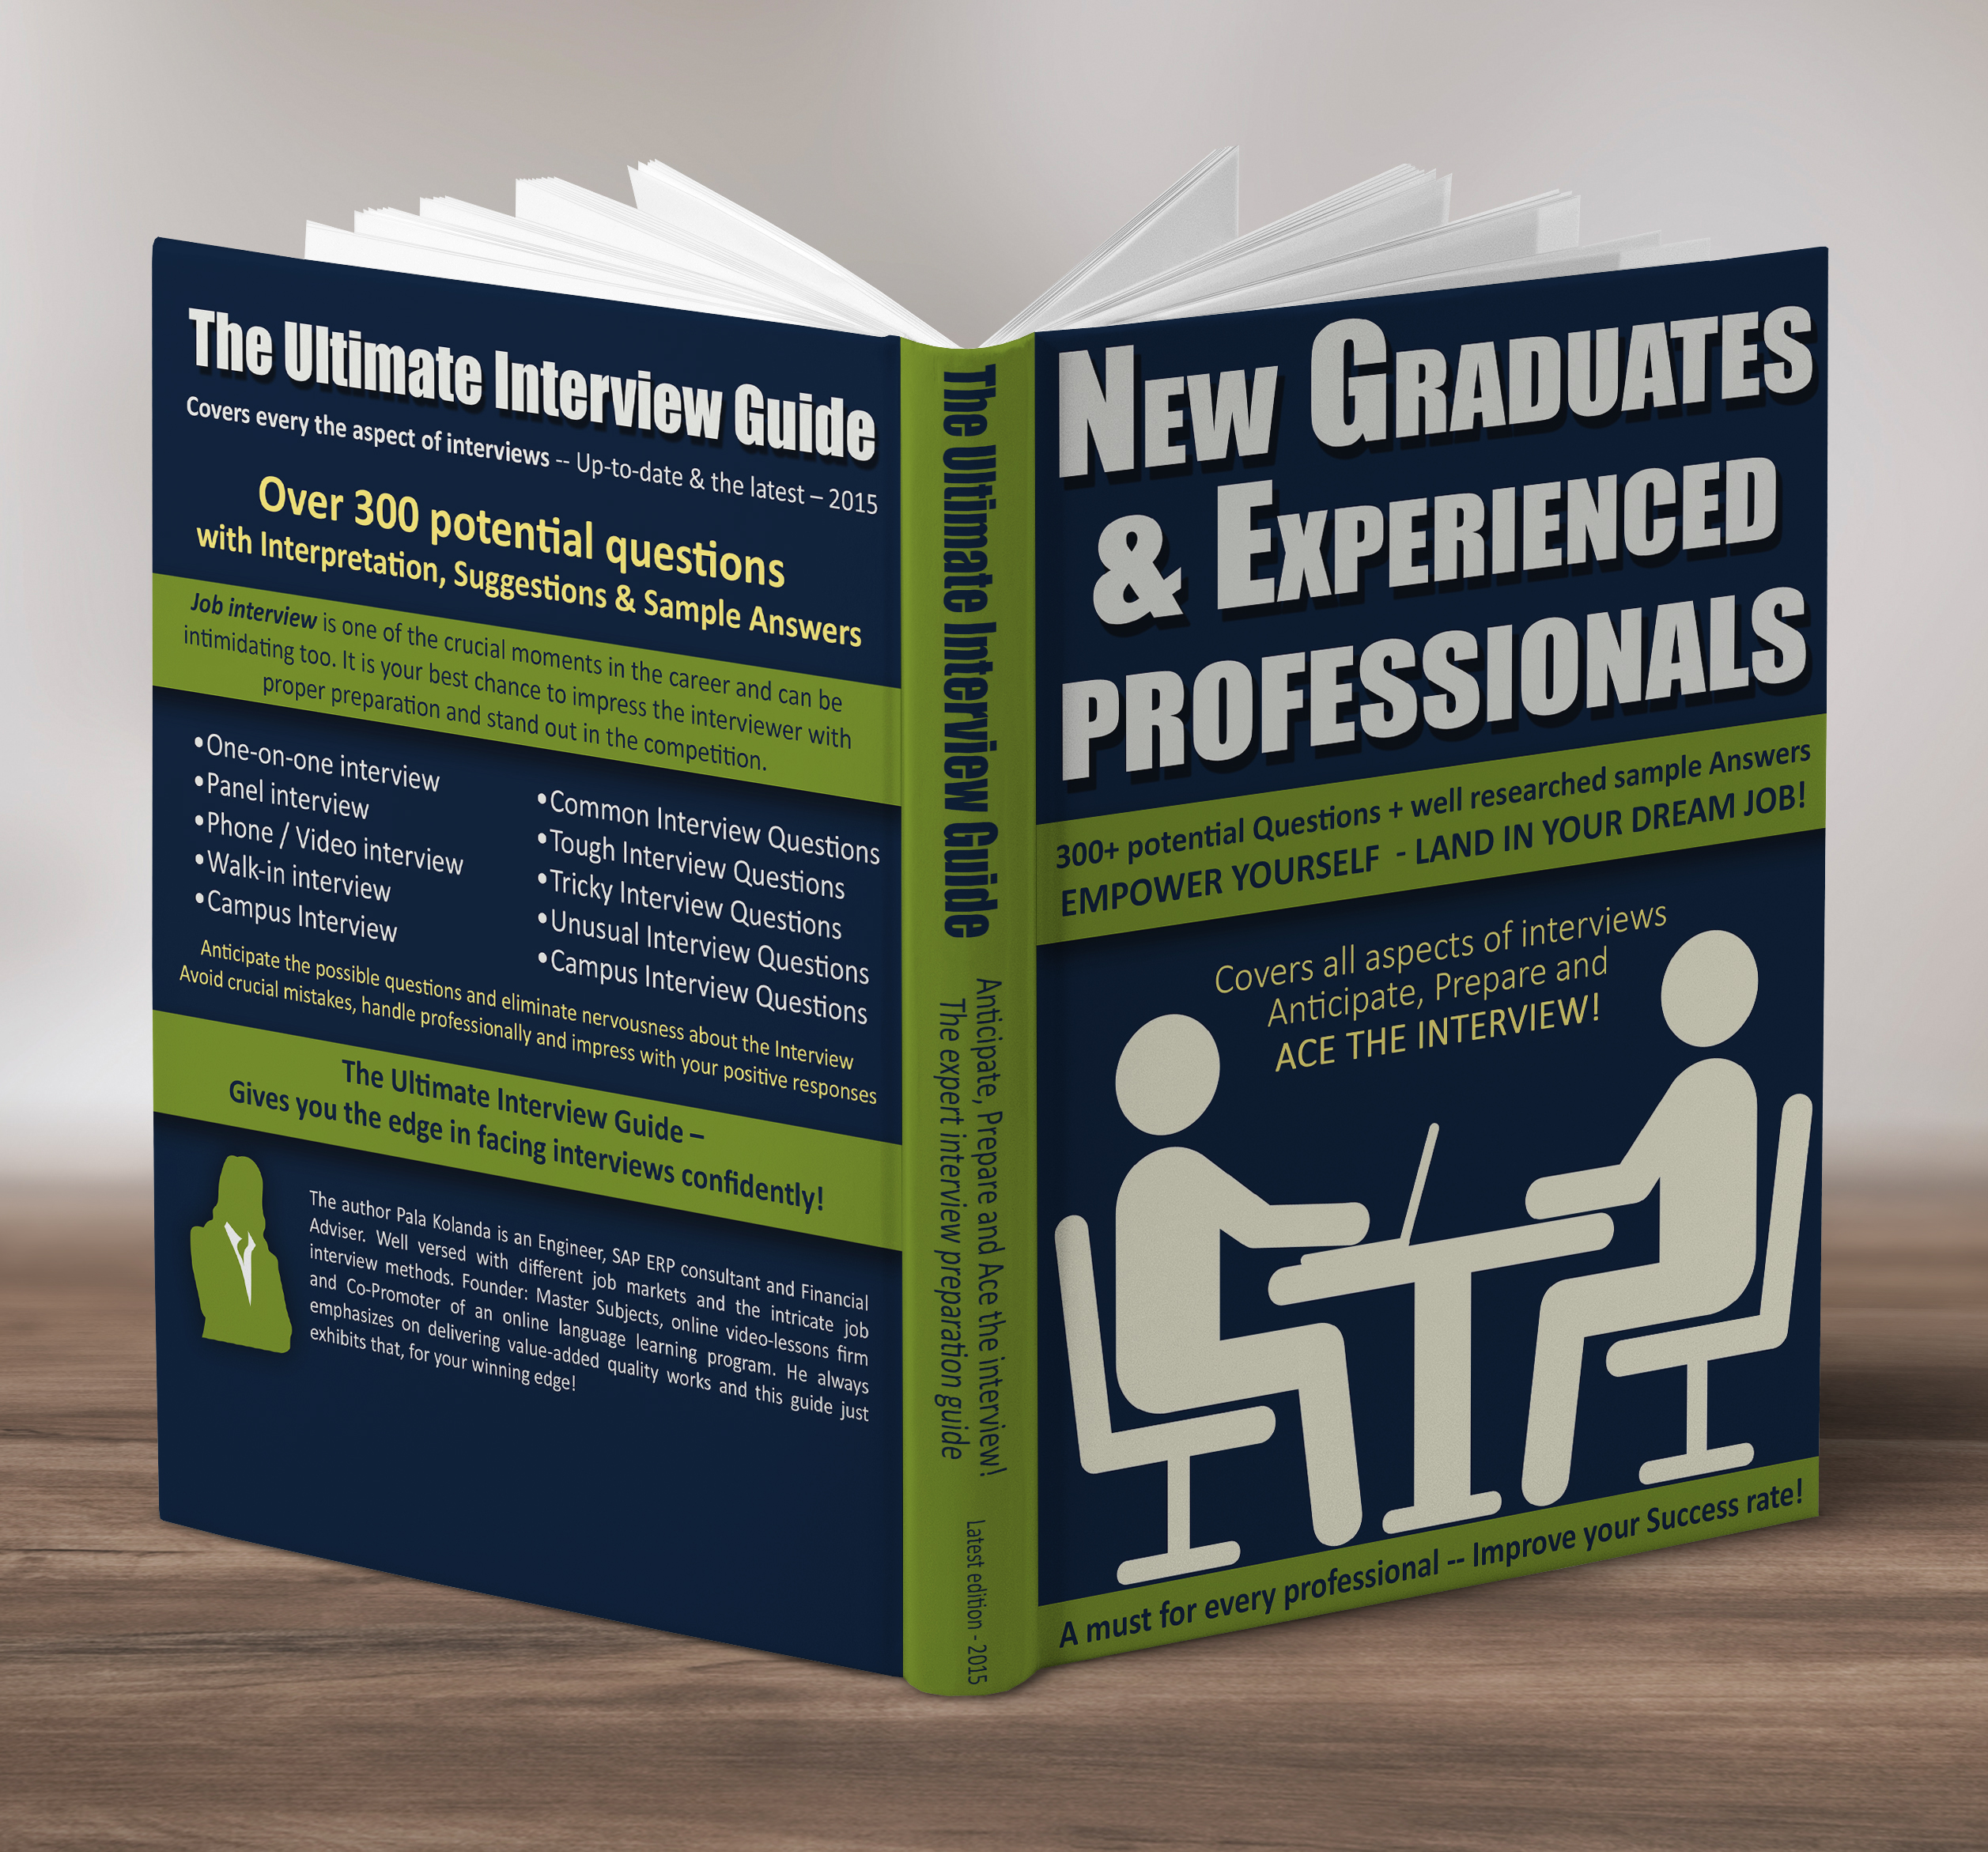 The Ultimate Interview Guide
Covers every the aspect of interviews -- Up-to-date & the latest – 2015
Over 300 potential questions
with Interpretation, Suggestions & Sample Answers
Job interview is one of the crucial moments in the career and can be
intimidating too. It is your best chance to impress the interviewer with
proper preparation and stand out in the competition.
•One-on-one interview
•Panel interview
•Phone / Video interview
•Walk-in interview
•Campus Interview
•Common Interview Questions
•Tough Interview Questions
•Tricky Interview Questions
•Unusual Interview Questions
•Campus Interview Questions
Anticipate the possible questions and eliminate nervousness about the Interview
Avoid crucial mistakes, handle professionally and impress with your positive responses
The Ultimate Interview Guide –
Gives you the edge in facing interviews confidently!
The author Pala Kolanda is an Engineer, SAP ERP consultant and Financial
Adviser. Well versed with different job markets and the intricate job
interview methods. Founder: Master Subjects, online video-lessons firm
and Co-Promoter of an online language learning program. He always
emphasizes on delivering value-added quality works and this guide just
exhibits that, for your winning edge!
The Ultimate Interview Guide
Anticipate, Prepare and Ace the interview!
The expert interview preparation guide
Latest edition - 2015
NEW GRADUATES
& EXPERIENCED
PROFESSIONALS
300+ potential Questions + well researched sample Answers
EMPOWER YOURSELF - LAND IN YOUR DREAM JOB!
Covers all aspects of interviews
Anticipate, Prepare and
ACE THE INTERVIEW!
A must for every professional -- Improve your Success rate!